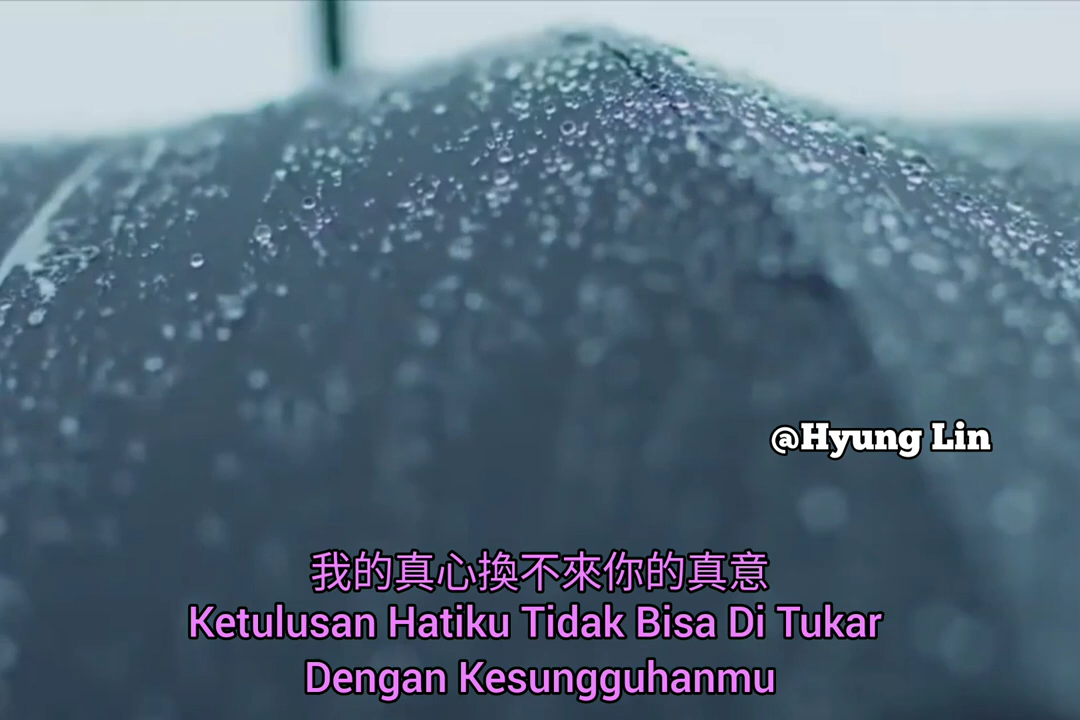 @Hyung Lin
我的真心換不來你的真意
Ketulusan Hatiku Tidak Bisa Di Tukar
Dengan Kesungguhanmu